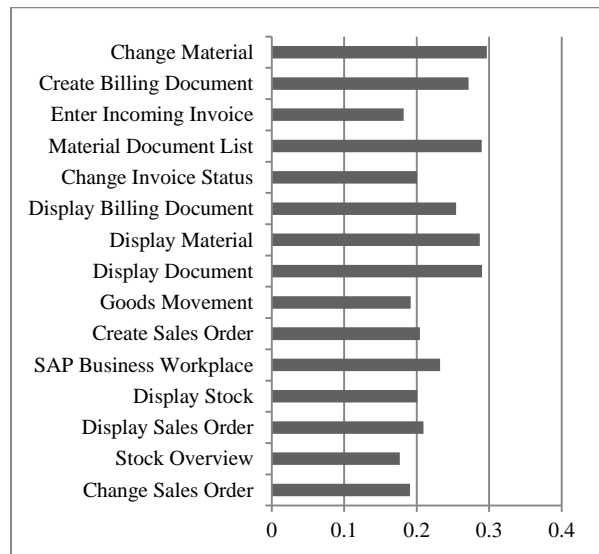 Change Material
Create Billing Document
Enter Incoming Invoice
Material Document List
Change Invoice Status
Display Billing Document
Display Material
Display Document
Goods Movement
Create Sales Order
SAP Business Workplace
Display Stock
Display Sales Order
Stock Overview
Change Sales Order
0 0.1 0.2 0.3 0.4